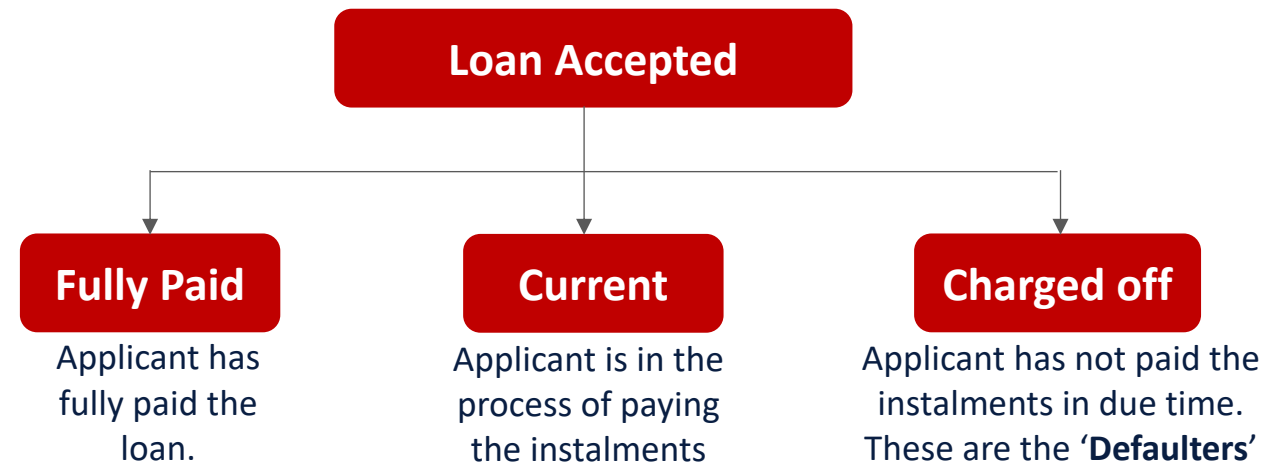 Loan Accepted
Fully Paid
Applicant has
fully paid the
loan.
Current
Applicant is in the
process of paying
the instalments
Charged off
Applicant has not paid the
instalments in due time.
These are the ‘Defaulters’